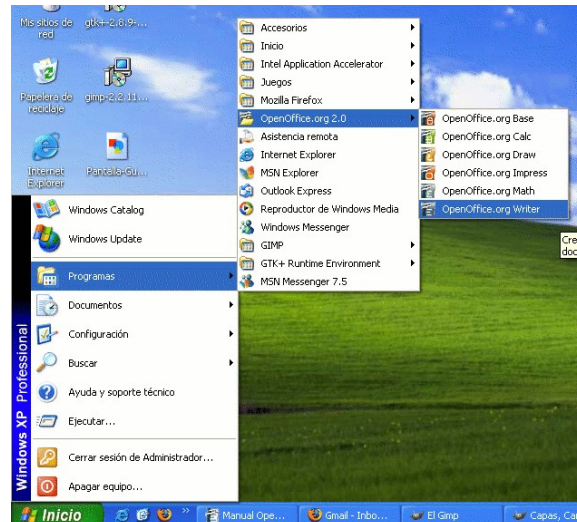 Mis sitios de
red
gtk+-2.8.9-...
Papelera de
reciclaje
gimp-2.2.11...
Internet
Explorer
Pantalla-Gu...
Windows Catalog
Windows Update
Programas
Documentos
Configuración
Buscar
Ayuda y soporte técnico
Ejecutar...
Cerrar sesión de Administrador...
Apagar equipo...
Windows XP Professional
Accesorios
Inicio
Intel Application Accelerator
Juegos
Mozilla Firefox
OpenOffice.org 2.0
Asistencia remota
Internet Explorer
MSN Explorer
Outlook Express
Reproductor de Windows Media
Windows Messenger
GIMP
GTK+ Runtime Environment
MSN Messenger 7.5
OpenOffice.org Base
OpenOffice.org Calc
OpenOffice.org Draw
OpenOffice.org Impress
OpenOffice.org Math
OpenOffice.org Writer
Cre
doc
Inicio
»
Manual Ope...
Gmail - Inbo...
El Gimp
Capas, Ca